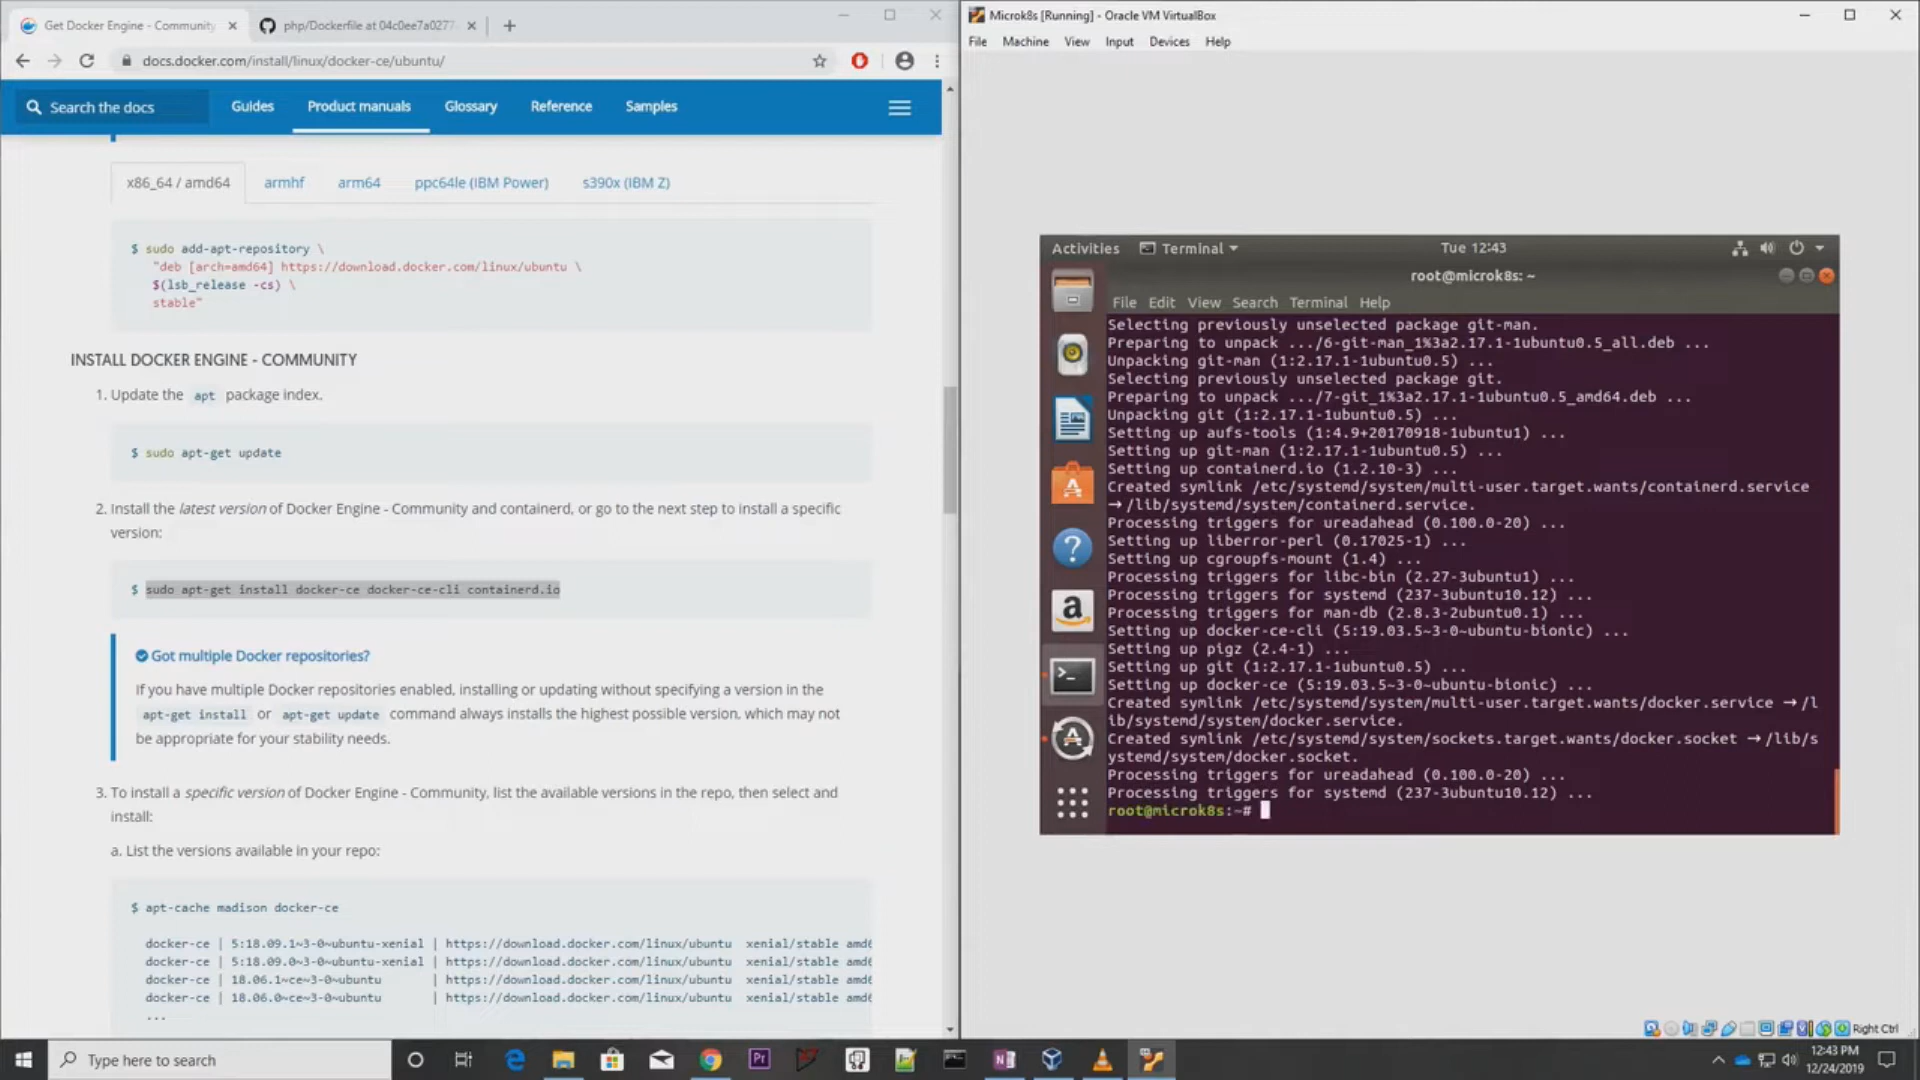 Get Docker Engine - Community
php/Dockerfile at 04c0ee7a0277
docs.docker.com/install/linux/docker-ce/ubuntu/
Search the docs
Guides
Product manuals
Glossary
Reference
Samples
x86_64 / amd64
armhf
arm64
ppc64le (IBM Power)
s390x (IBM Z)
$ sudo add-apt-repository \
"deb [arch=amd64] https://download.docker.com/linux/ubuntu \
$(lsb_release -cs) \
stable"
INSTALL DOCKER ENGINE - COMMUNITY
1. Update the apt package index.
$ sudo apt-get update
2. Install the latest version of Docker Engine - Community and containerd, or go to the next step to install a specific
version:
$ sudo apt-get install docker-ce docker-ce-cli containerd.io
Got multiple Docker repositories?
If you have multiple Docker repositories enabled, installing or updating without specifying a version in the
apt-get install or apt-get update command always installs the highest possible version, which may not
be appropriate for your stability needs.
3. To install a specific version of Docker Engine - Community, list the available versions in the repo, then select and
install:
a. List the versions available in your repo:
$ apt-cache madison docker-ce
docker-ce | 5:18.09.1~3-0~ubuntu-xenial | https://download.docker.com/linux/ubuntu xenial/stable amd6
docker-ce | 5:18.09.0~3-0~ubuntu-xenial | https://download.docker.com/linux/ubuntu xenial/stable amd6
docker-ce | 18.06.1~ce~3-0~ubuntu | https://download.docker.com/linux/ubuntu xenial/stable amd6
docker-ce | 18.06.0~ce~3-0~ubuntu | https://download.docker.com/linux/ubuntu xenial/stable amd6
...
Microk8s [Running] - Oracle VM VirtualBox
File Machine View Input Devices Help
Activities Terminal Tue 12:43
root@microk8s: ~
File Edit View Search Terminal Help
Selecting previously unselected package git-man.
Preparing to unpack .../6-git-man_1%3a2.17.1-1ubuntu0.5_all.deb ...
Unpacking git-man (1:2.17.1-1ubuntu0.5) ...
Selecting previously unselected package git.
Preparing to unpack .../7-git_1%3a2.17.1-1ubuntu0.5_amd64.deb ...
Unpacking git (1:2.17.1-1ubuntu0.5) ...
Setting up aufs-tools (1:4.9+20170918-1ubuntu1) ...
Setting up git-man (1:2.17.1-1ubuntu0.5) ...
Setting up containerd.io (1.2.10-3) ...
Created symlink /etc/systemd/system/multi-user.target.wants/containerd.service
→ /lib/systemd/system/containerd.service.
Processing triggers for ureadahead (0.100.0-20) ...
Setting up liberror-perl (0.17025-1) ...
Setting up cgroupfs-mount (1.4) ...
Processing triggers for libc-bin (2.27-3ubuntu1) ...
Processing triggers for systemd (237-3ubuntu10.12) ...
Processing triggers for man-db (2.8.3-2ubuntu0.1) ...
Setting up docker-ce-cli (5:19.03.5~3-0~ubuntu-bionic) ...
Setting up pigz (2.4-1) ...
Setting up git (1:2.17.1-1ubuntu0.5) ...
Setting up docker-ce (5:19.03.5~3-0~ubuntu-bionic) ...
Created symlink /etc/systemd/system/multi-user.target.wants/docker.service → /l
ib/systemd/system/docker.service.
Created symlink /etc/systemd/system/sockets.target.wants/docker.socket → /lib/s
ystemd/system/docker.socket.
Processing triggers for ureadahead (0.100.0-20) ...
Processing triggers for systemd (237-3ubuntu10.12) ...
root@microk8s:~#
Right Ctrl
Type here to search
Pr
12:43 PM
12/24/2019